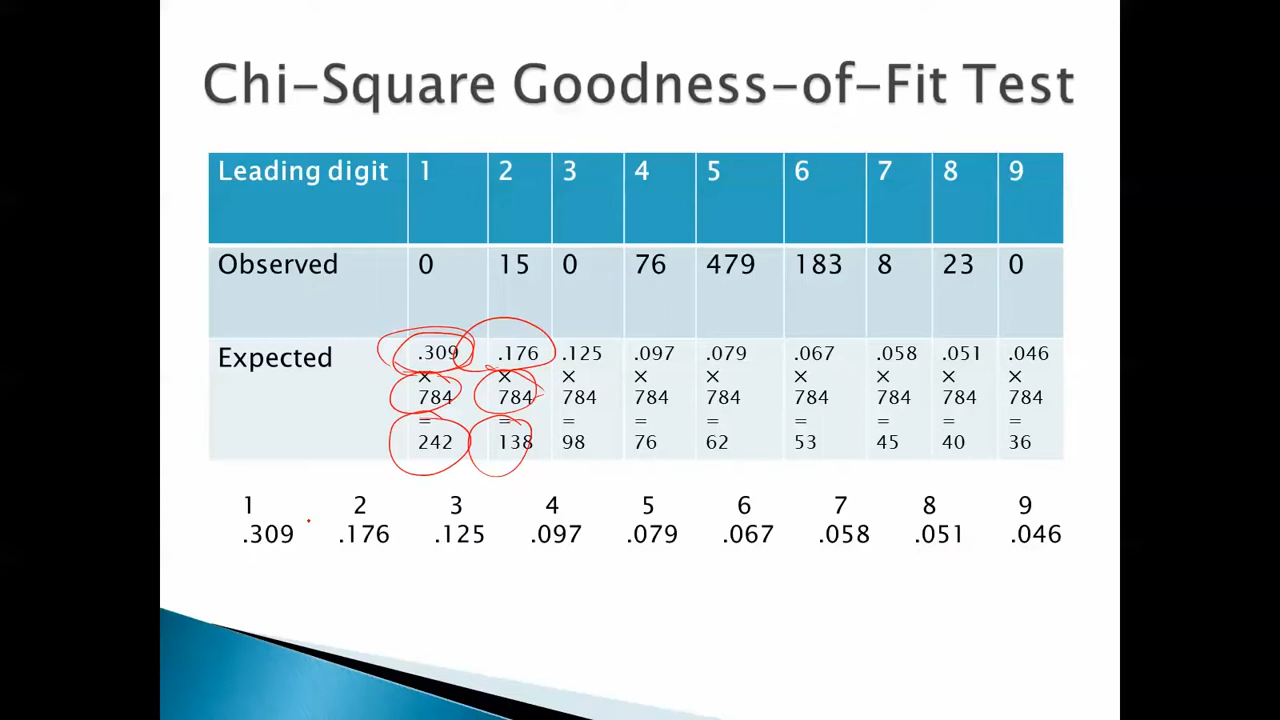 Chi-Square Goodness-of-Fit Test
Leading digit 1 2 3 4 5 6 7 8 9
Observed 0 15 0 76 479 183 8 23 0
Expected .309 .176 .125 .097 .079 .067 .058 .051 .046
× × × × × × × × ×
784 784 784 784 784 784 784 784 784
= = = = = = = = =
242 138 98 76 62 53 45 40 36
1 2 3 4 5 6 7 8 9
.309 .176 .125 .097 .079 .067 .058 .051 .046